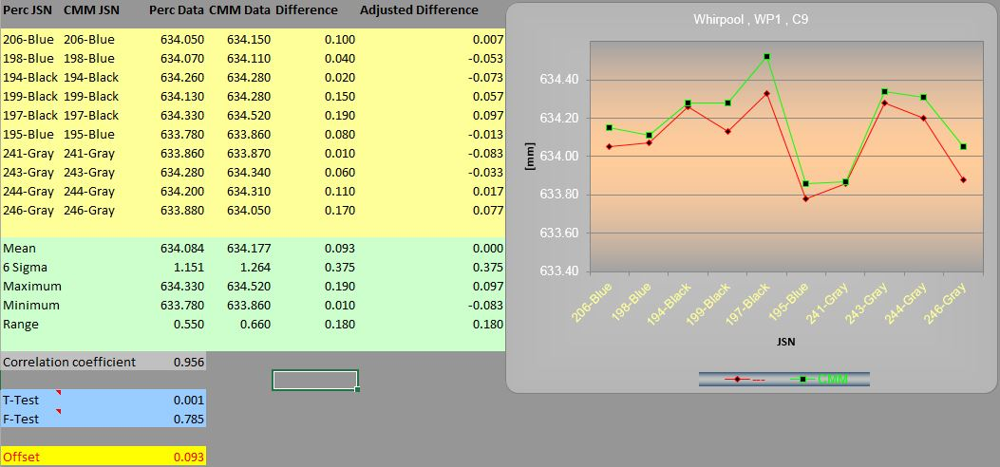 Perc JSN CMM JSN Perc Data CMM Data Difference Adjusted Difference
206-Blue 206-Blue 634.050 634.150 0.100 0.007
198-Blue 198-Blue 634.070 634.110 0.040 -0.053
194-Black 194-Black 634.260 634.280 0.020 -0.073
199-Black 199-Black 634.130 634.280 0.150 0.057
197-Black 197-Black 634.330 634.520 0.190 0.097
195-Blue 195-Blue 633.780 633.860 0.080 -0.013
241-Gray 241-Gray 633.860 633.870 0.010 -0.083
243-Gray 243-Gray 634.280 634.340 0.060 -0.033
244-Gray 244-Gray 634.200 634.310 0.110 0.017
246-Gray 246-Gray 633.880 634.050 0.170 0.077
Mean 634.084 634.177 0.093 0.000
6 Sigma 1.151 1.264 0.375 0.375
Maximum 634.330 634.520 0.190 0.097
Minimum 633.780 633.860 0.010 -0.083
Range 0.550 0.660 0.180 0.180
Correlation coefficient 0.956
T-Test 0.001
F-Test 0.785
Offset 0.093
Whirpool , WP1 , C9
[mm]
634.40
634.20
634.00
633.80
633.60
633.40
206-Blue
198-Blue
194-Black
199-Black
197-Black
195-Blue
241-Gray
243-Gray
244-Gray
246-Gray
JSN
--- CMM